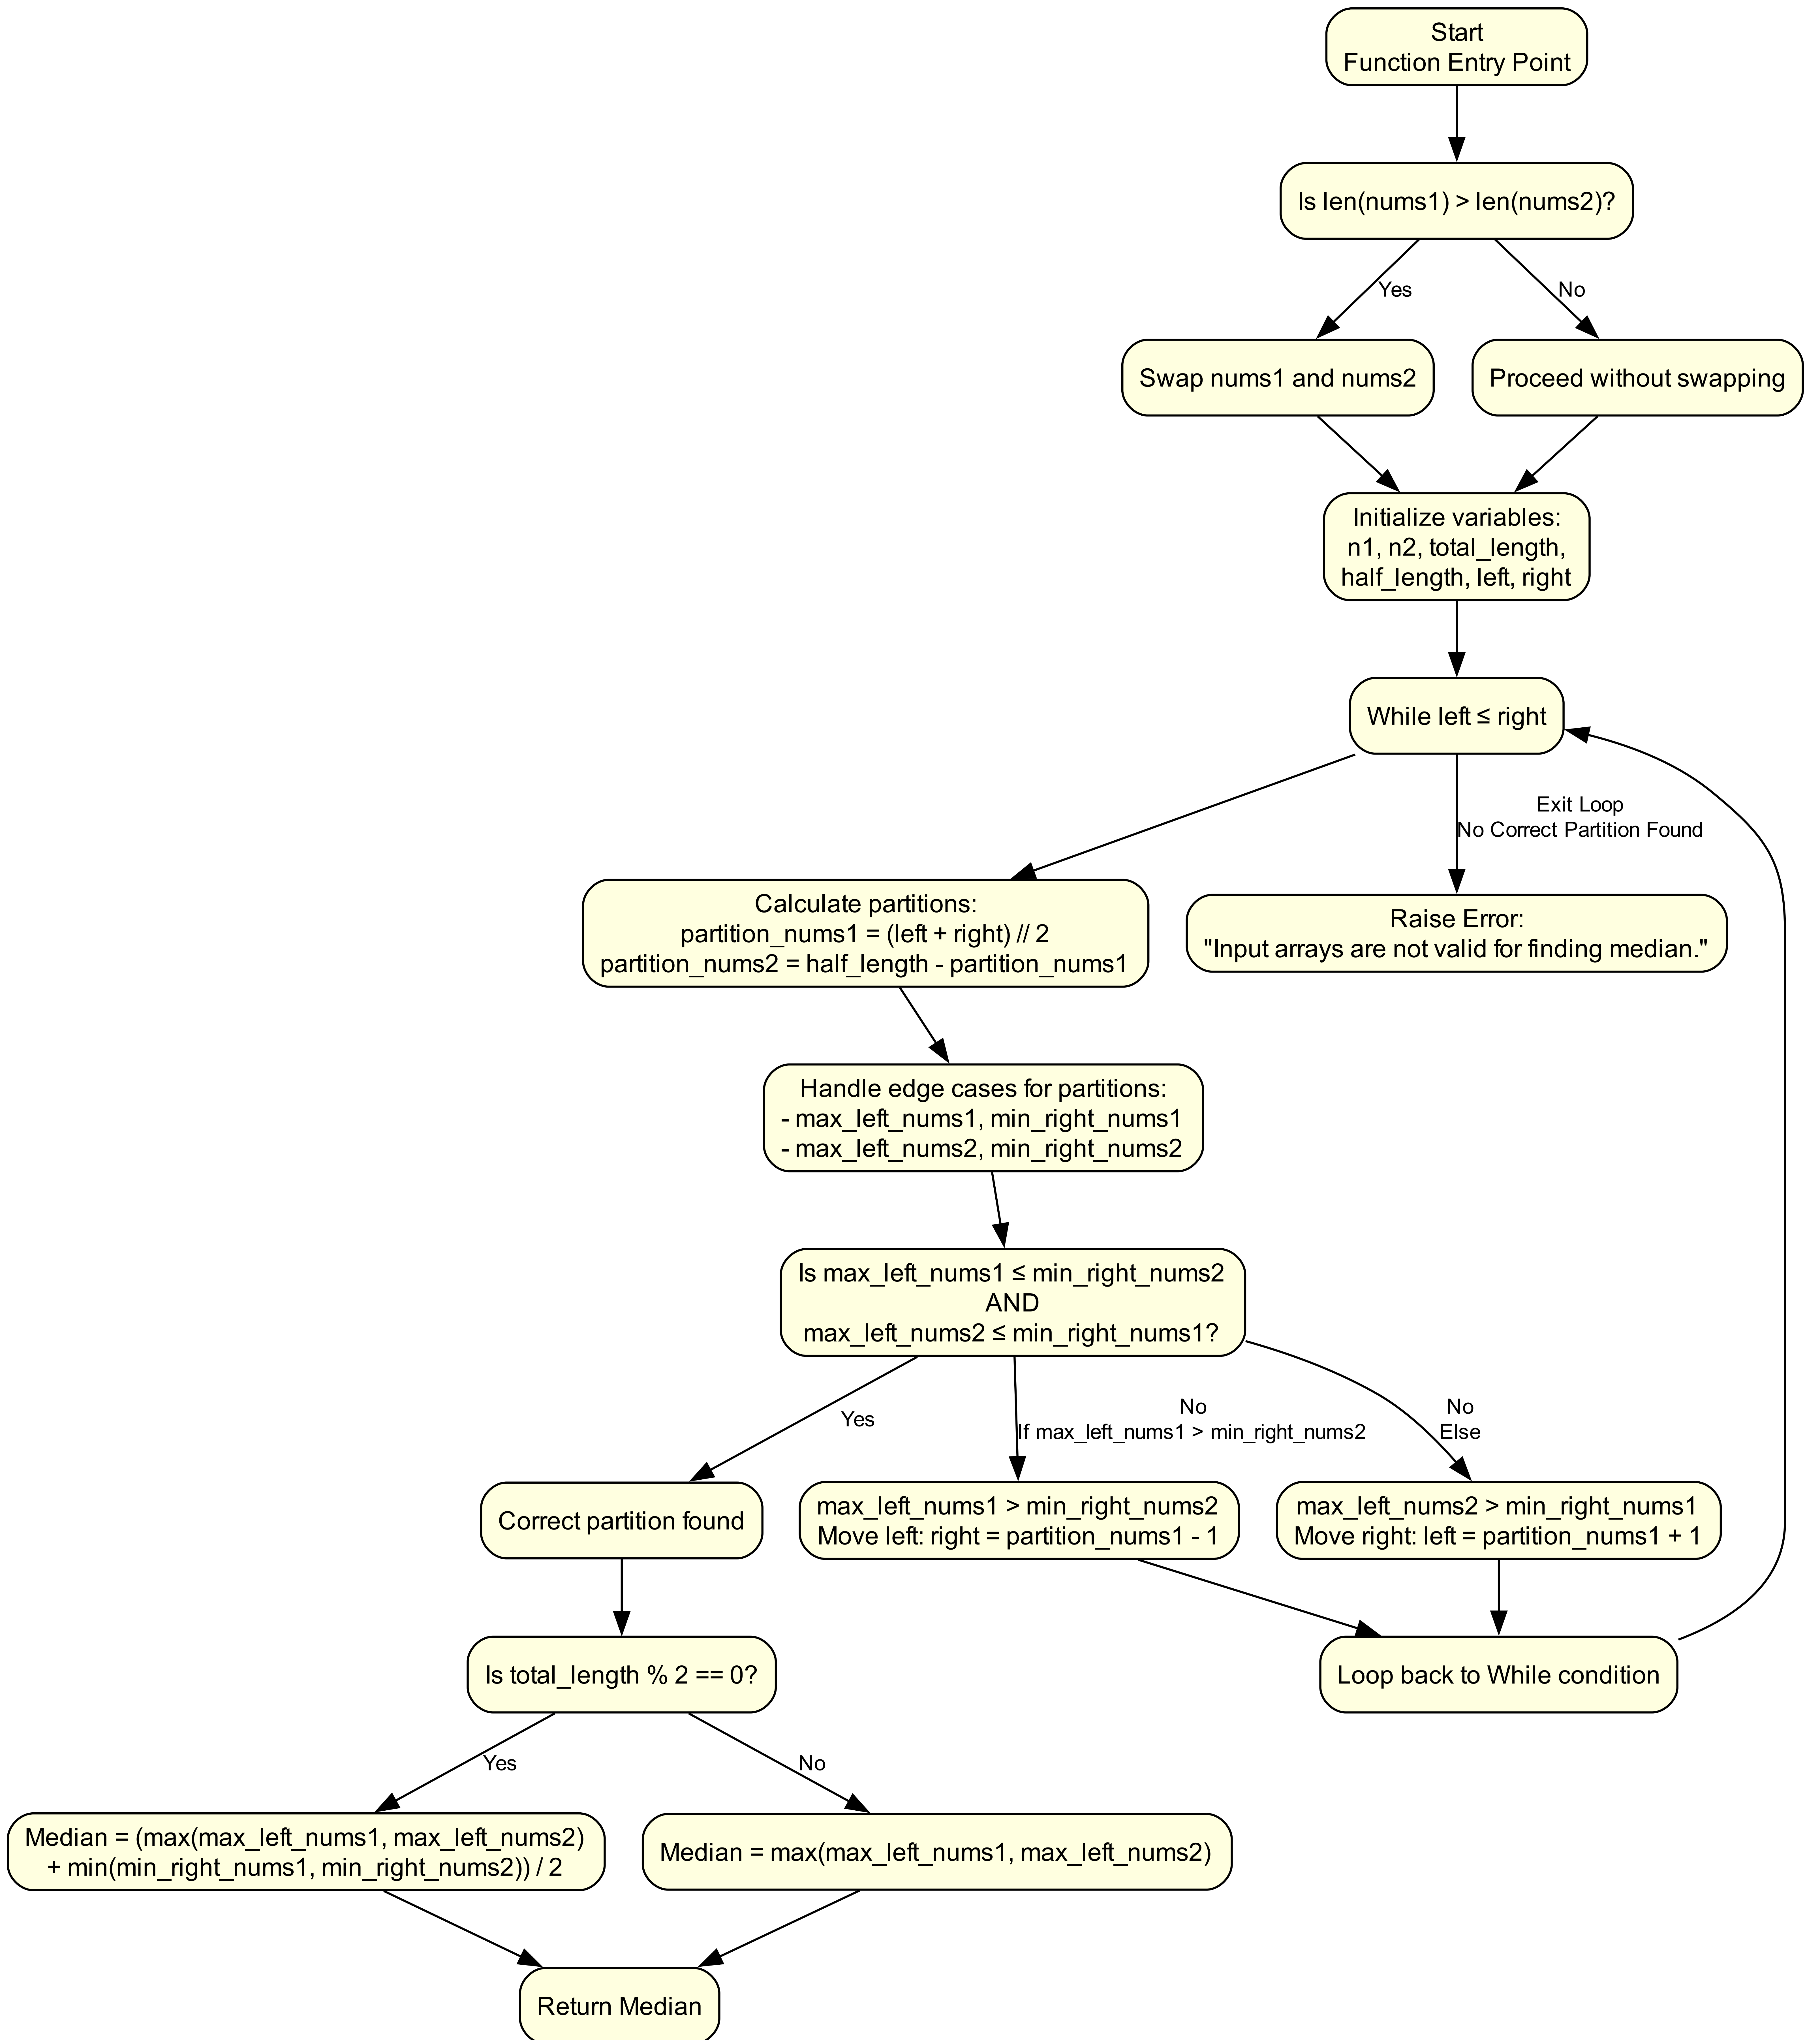 Start
Function Entry Point
Is len(nums1) > len(nums2)?
Yes
No
Swap nums1 and nums2
Proceed without swapping
Initialize variables:
n1, n2, total_length,
half_length, left, right
While left ≤ right
Exit Loop
No Correct Partition Found
Calculate partitions:
partition_nums1 = (left + right) // 2
partition_nums2 = half_length - partition_nums1
Raise Error:
"Input arrays are not valid for finding median."
Handle edge cases for partitions:
- max_left_nums1, min_right_nums1
- max_left_nums2, min_right_nums2
Is max_left_nums1 ≤ min_right_nums2
AND
max_left_nums2 ≤ min_right_nums1?
Yes
No
If max_left_nums1 > min_right_nums2
No
Else
Correct partition found
max_left_nums1 > min_right_nums2
Move left: right = partition_nums1 - 1
max_left_nums2 > min_right_nums1
Move right: left = partition_nums1 + 1
Is total_length % 2 == 0?
Loop back to While condition
Yes
No
Median = (max(max_left_nums1, max_left_nums2)
+ min(min_right_nums1, min_right_nums2)) / 2
Median = max(max_left_nums1, max_left_nums2)
Return Median